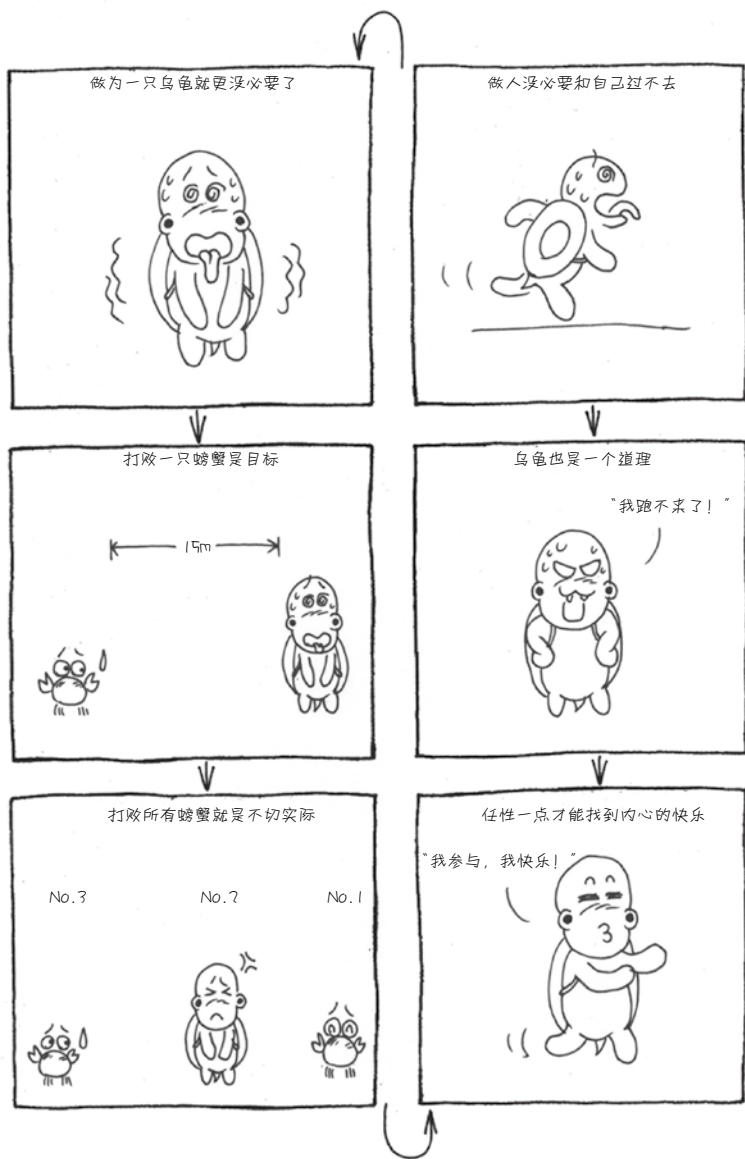 做人没必要和自己过不去
做为一只乌龟就更没必要了
打败一只螃蟹是目标
15m
打败所有螃蟹就是不切实际
No.3
No.2
No.1
乌龟也是一个道理
“我跑不来了！”
任性一点才能找到内心的快乐
“我参与，我快乐！”